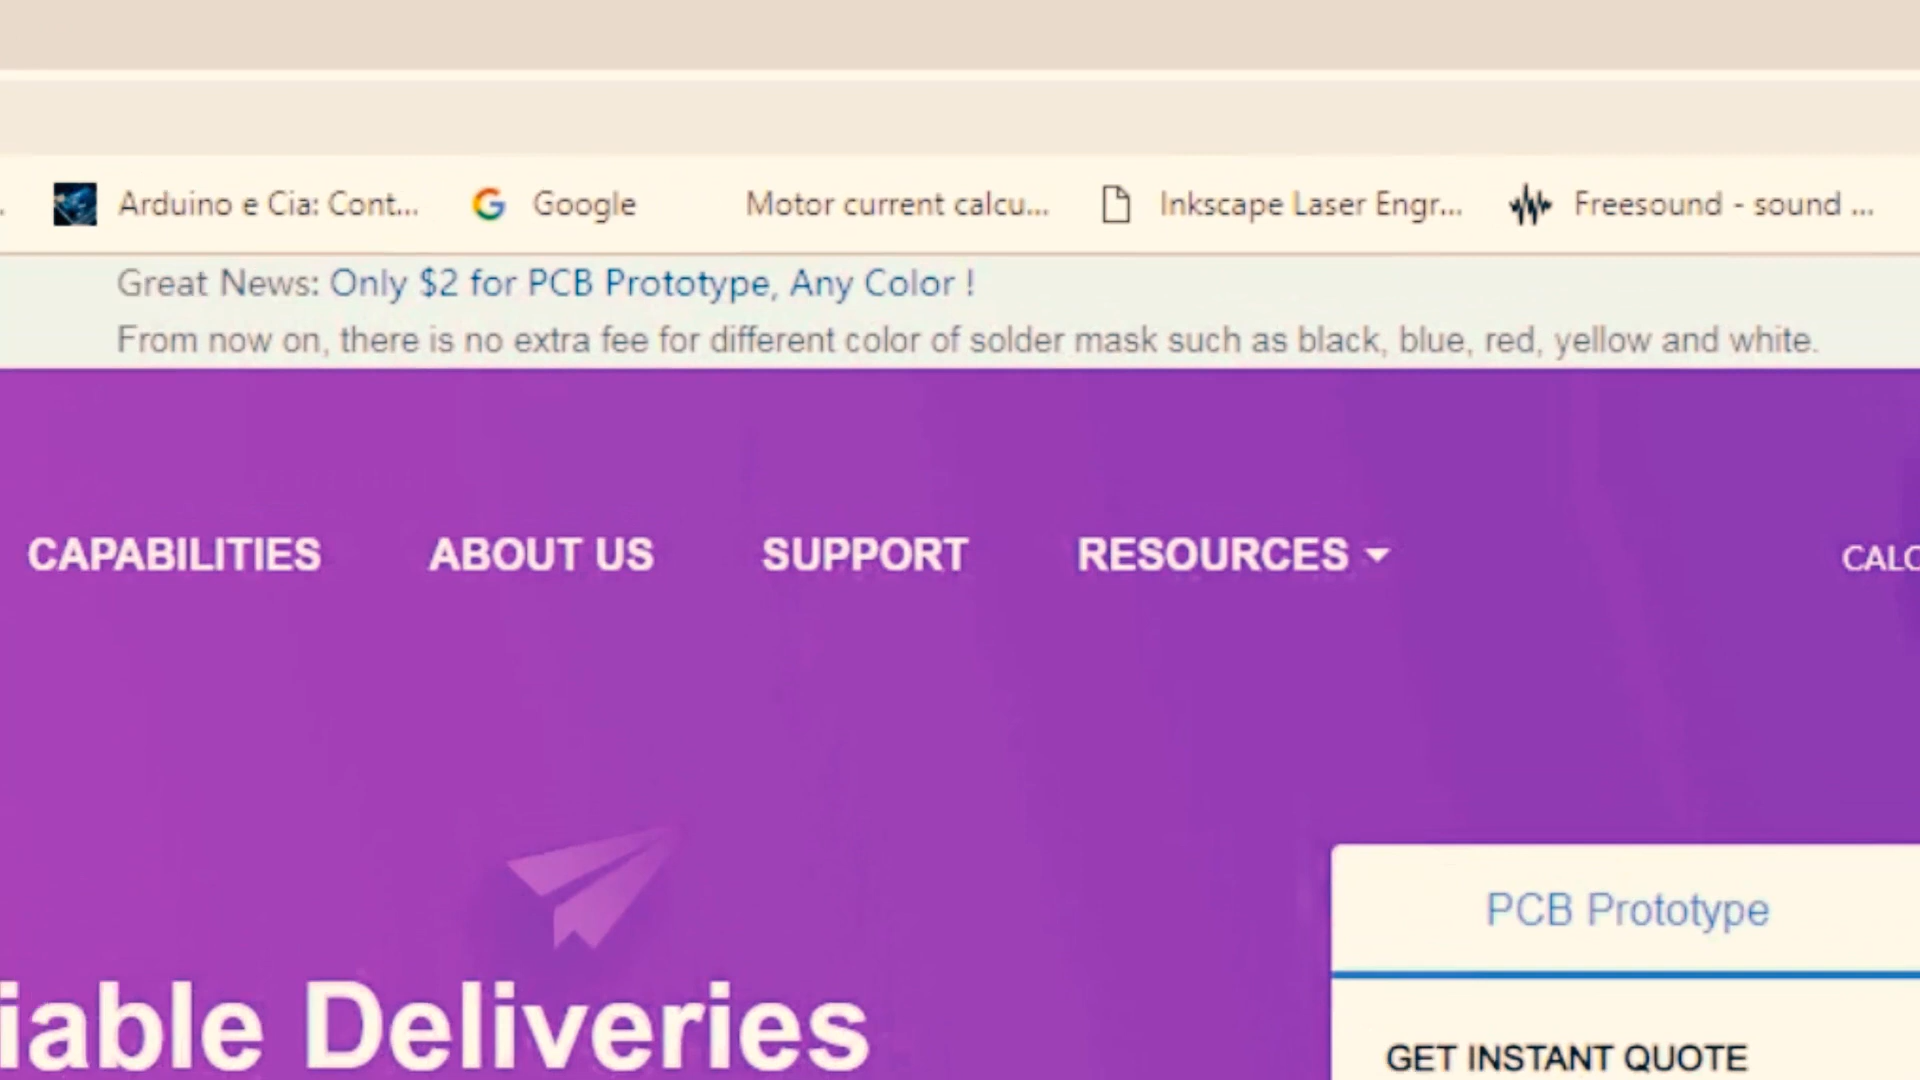 Arduino e Cia: Cont... Google Motor current calcu... Inkscape Laser Engr... Freesound - sound ...
Great News: Only $2 for PCB Prototype, Any Color !
From now on, there is no extra fee for different color of solder mask such as black, blue, red, yellow and white.
CAPABILITIES ABOUT US SUPPORT RESOURCES CALC
PCB Prototype
iable Deliveries
GET INSTANT QUOTE